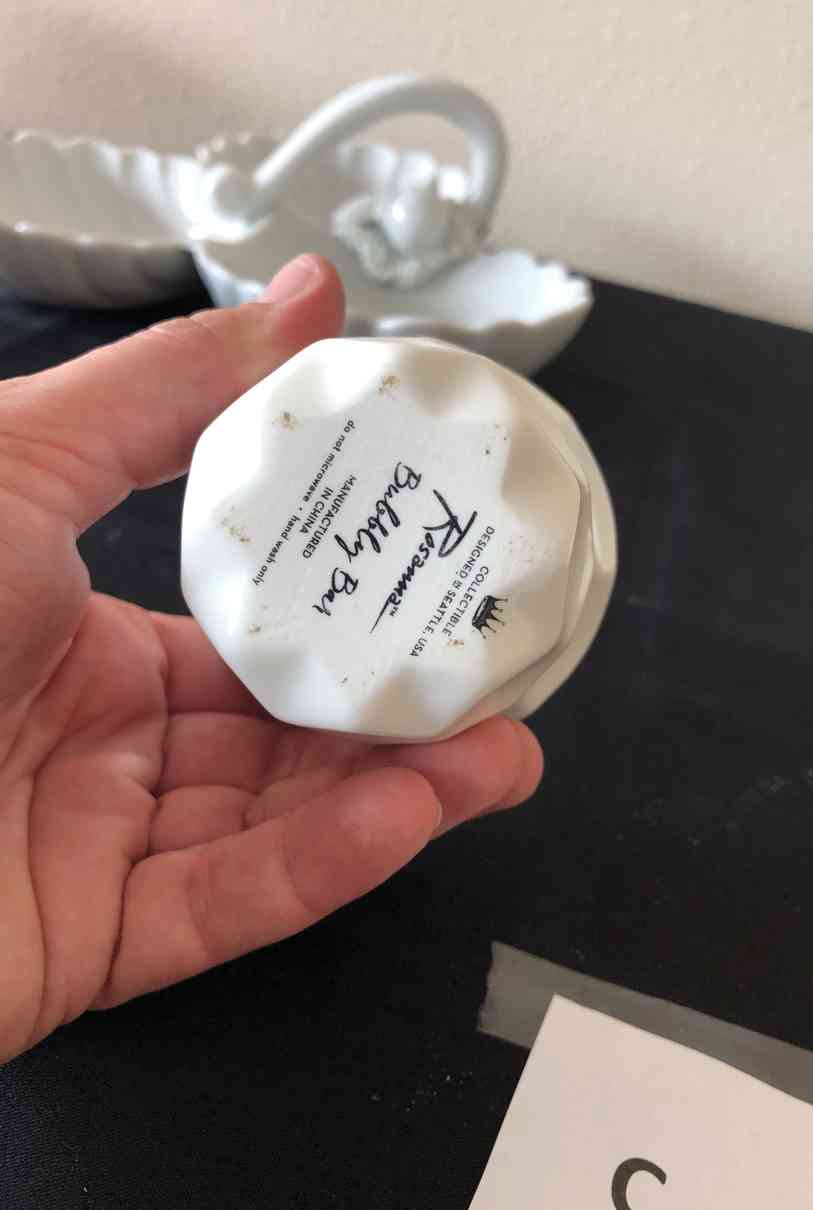 COLLECTIBLE
DESIGNED IN SEATTLE, USA
Rosanna™
Bubbly Bar
MANUFACTURED
IN CHINA
do not microwave • hand wash only